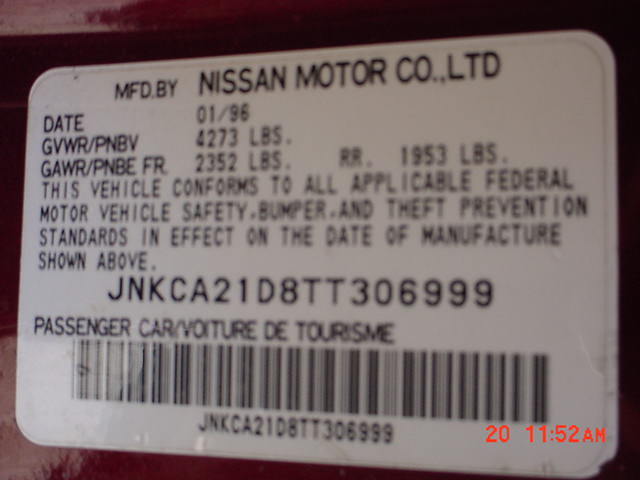 MFD.BY NISSAN MOTOR CO.,LTD
DATE 01/96
GVWR/PNBV 4273 LBS.
GAWR/PNBE FR. 2352 LBS. RR. 1953 LBS.
THIS VEHICLE CONFORMS TO ALL APPLICABLE FEDERAL
MOTOR VEHICLE SAFETY,BUMPER,AND THEFT PREVENTION
STANDARDS IN EFFECT ON THE DATE OF MANUFACTURE
SHOWN ABOVE.
JNKCA21D8TT306999
PASSENGER CAR/VOITURE DE TOURISME
JNKCA21D8TT306999
20 11:52AM